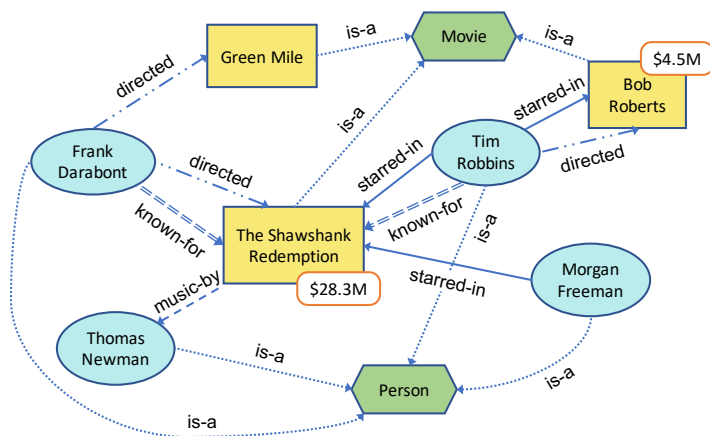 is-a
Movie
is-a
$4.5M
Green Mile
Bob
Roberts
directed
starred-in
is-a
Frank
Darabont
Tim
Robbins
directed
starred-in
directed
known-for
known-for
The Shawshank
Redemption
is-a
Morgan
Freeman
starred-in
$28.3M
music-by
Thomas
Newman
is-a
Person
is-a
is-a